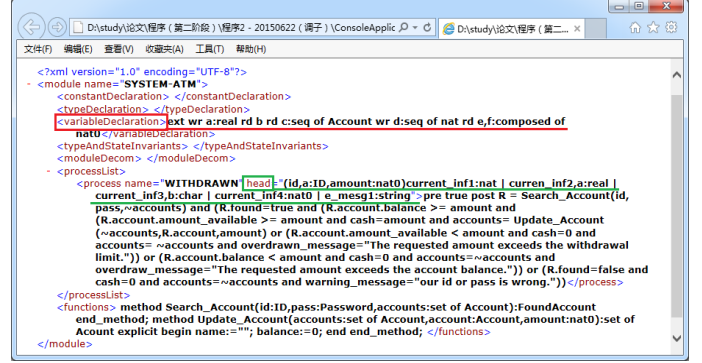 D:\study\论文\程序（第二阶段）\程序2 - 20150622（调子）\ConsoleApplic
D:\study\论文\程序（第二...
文件(F) 编辑(E) 查看(V) 收藏夹(A) 工具(T) 帮助(H)
<?xml version="1.0" encoding="UTF-8"?>
- <module name="SYSTEM-ATM">
<constantDeclaration> </constantDeclaration>
<typeDeclaration> </typeDeclaration>
<variableDeclaration>ext wr a:real rd b rd c:seq of Account wr d:seq of nat rd e,f:composed of
nat0</variableDeclaration>
<typeAndStateInvariants> </typeAndStateInvariants>
<moduleDecom> </moduleDecom>
- <processList>
<process name="WITHDRAWN" head="(id,a:ID,amount:nat0)current_inf1:nat | curren_inf2,a:real |
current_inf3,b:char | current_inf4:nat0 | e_mesg1:string">pre true post R = Search_Account(id,
pass,~accounts) and (R.found=true and (R.account.balance >= amount and
(R.account.amount_available >= amount and cash=amount and accounts= Update_Account
(~accounts,R.account,amount) or (R.account.amount_available < amount and cash=0 and
accounts= ~accounts and overdrawn_message="The requested amount exceeds the withdrawal
limit.")) or (R.account.balance < amount and cash=0 and accounts=~accounts and
overdraw_message="The requested amount exceeds the account balance.")) or (R.found=false and
cash=0 and accounts=~accounts and warning_message="our id or pass is wrong."))</process>
</processList>
<functions> method Search_Account(id:ID,pass:Password,accounts:set of Account):FoundAccount
end_method; method Update_Account(accounts:set of Account,account:Account,amount:nat0):set of
Acount explicit begin name:=""; balance:=0; end end_method; </functions>
</module>